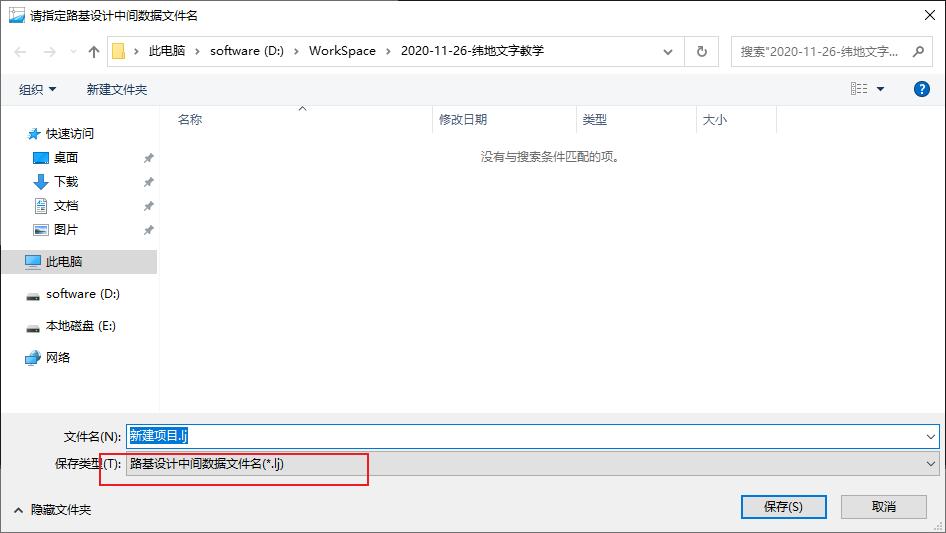 请指定路基设计中间数据文件名
此电脑 software (D:) WorkSpace 2020-11-26-纬地文字教学 搜索"2020-11-26-纬地文字...
组织 新建文件夹
名称 修改日期 类型 大小
没有与搜索条件匹配的项。
快速访问
桌面
下载
文档
图片
此电脑
software (D:)
本地磁盘 (E:)
网络
文件名(N): 新建项目.lj
保存类型(T): 路基设计中间数据文件名(*.lj)
隐藏文件夹 保存(S) 取消